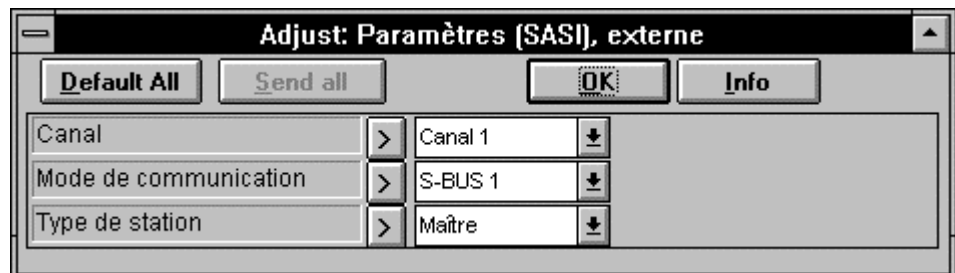 Adjust: Paramètres (SASI), externe
Default All Send all OK Info
Canal > Canal 1
Mode de communication > S-BUS 1
Type de station > Maître